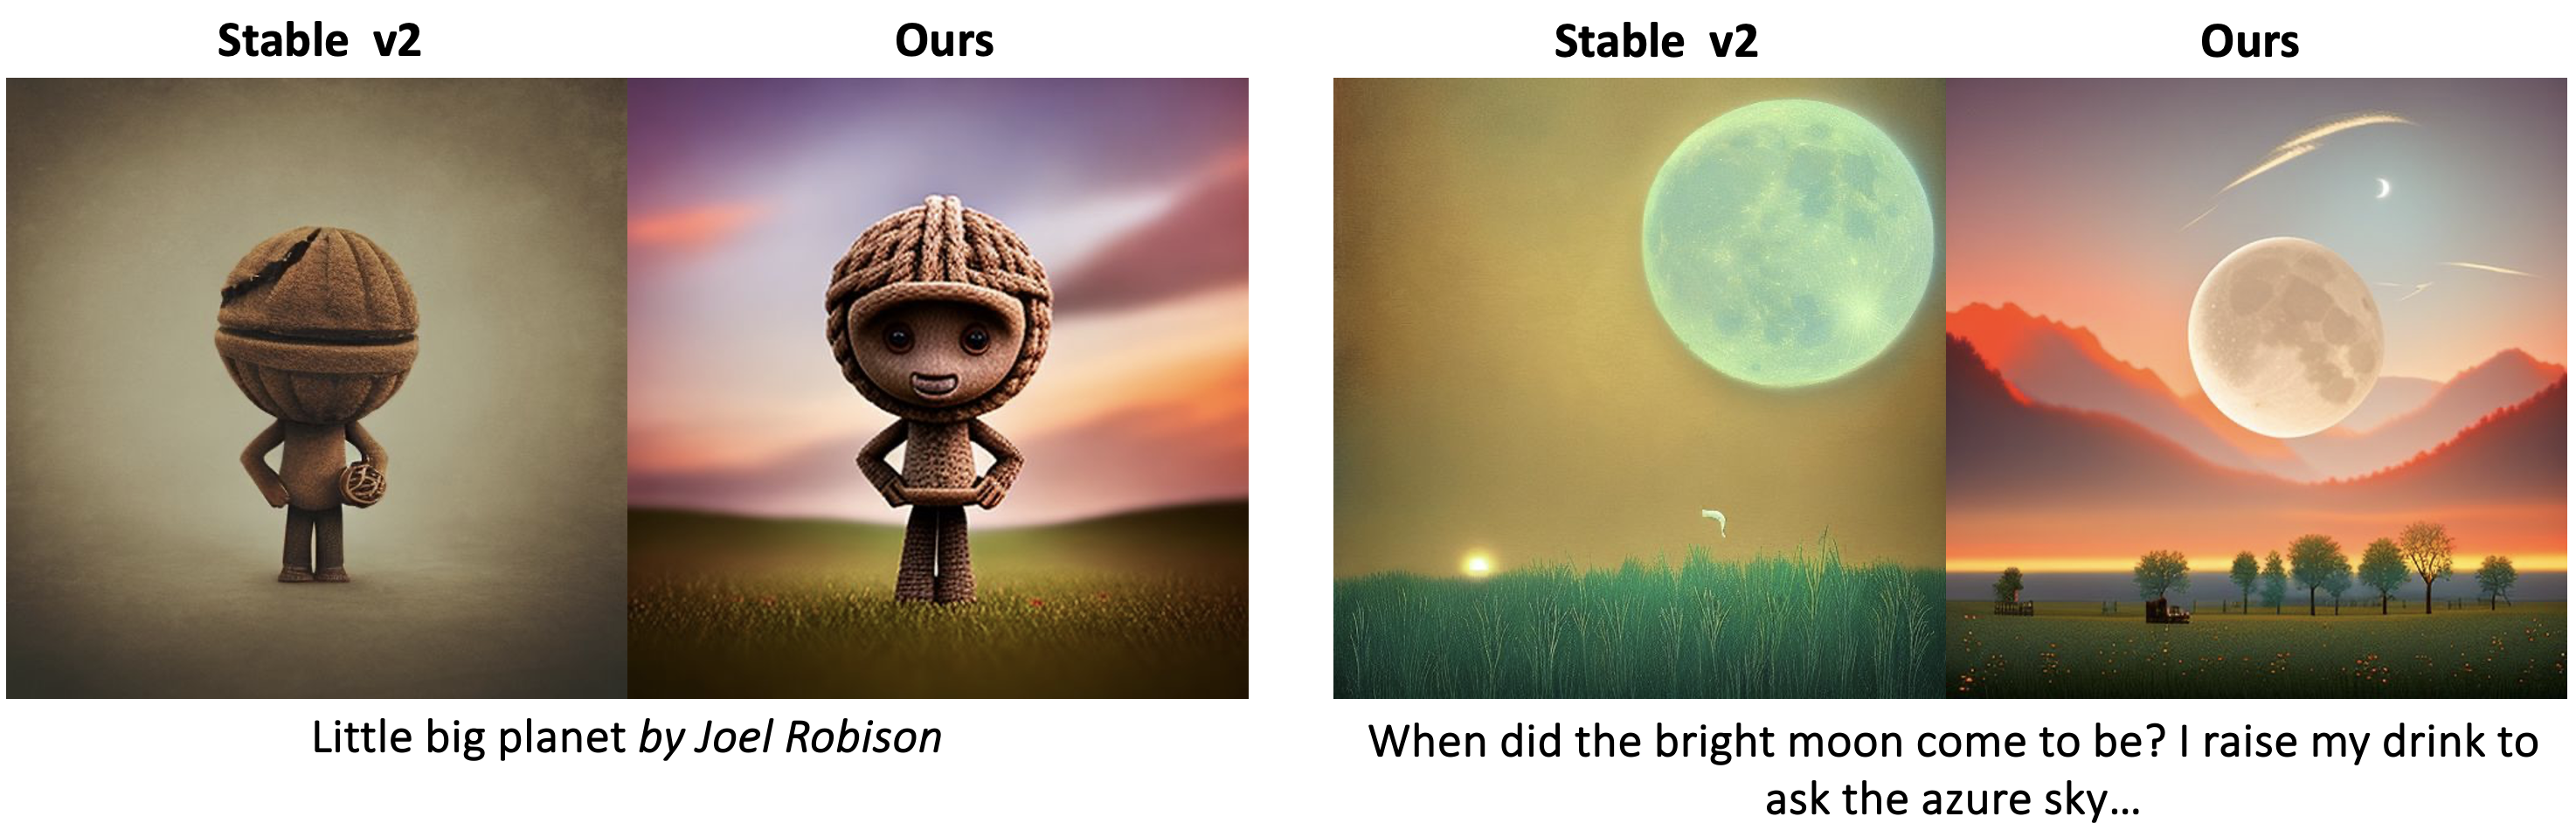 Stable v2
Ours
Little big planet by Joel Robison
Stable v2
Ours
When did the bright moon come to be? I raise my drink to
ask the azure sky...